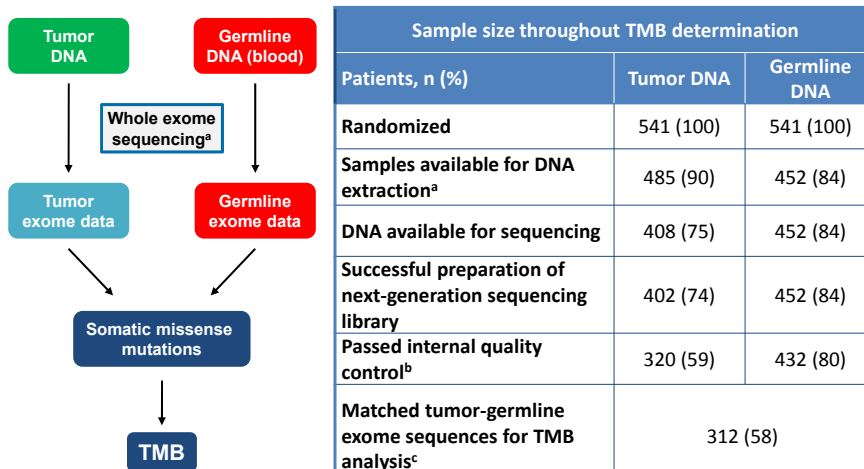 Tumor
DNA
Germline
DNA (blood)
Whole exome
sequencingᵃ
Tumor
exome data
Germline
exome data
Somatic missense
mutations
TMB
Sample size throughout TMB determination
Patients, n (%)
Tumor DNA
Germline
DNA
Randomized
541 (100)
541 (100)
Samples available for DNA
extractionᵃ
485 (90)
452 (84)
DNA available for sequencing
408 (75)
452 (84)
Successful preparation of
next-generation sequencing
library
402 (74)
452 (84)
Passed internal quality
controlᵇ
320 (59)
432 (80)
Matched tumor-germline
exome sequences for TMB
analysisᶜ
312 (58)